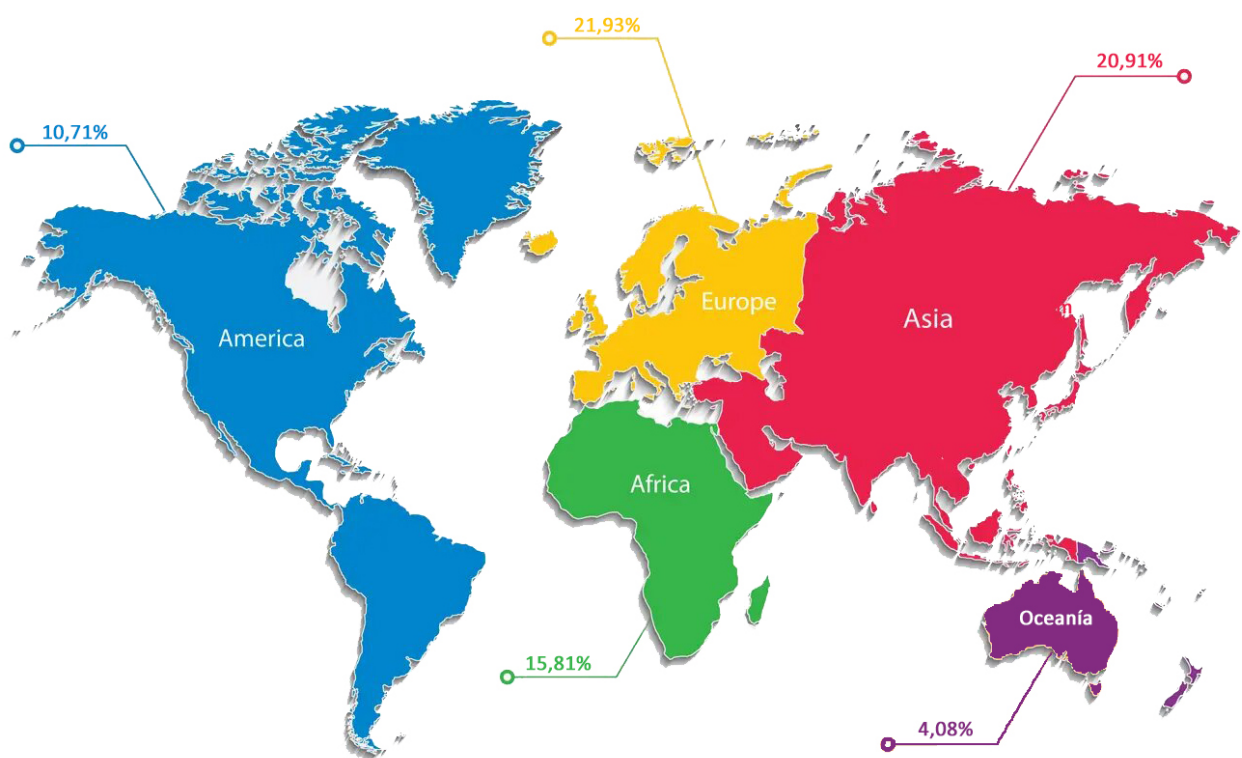 21,93%
20,91%
10,71%
Europe
Asia
America
Africa
Oceanía
15,81%
4,08%